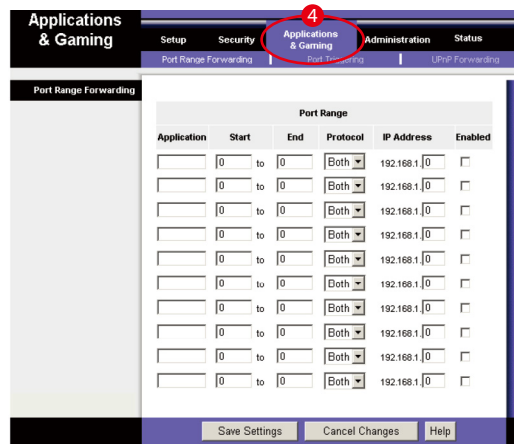 4
Applications
& Gaming
Setup Security Applications & Gaming Administration Status
Port Range Forwarding Port Triggering UPnP Forwarding
Port Range Forwarding
Port Range
Application Start End Protocol IP Address Enabled
0 to 0 Both 192.168.1. 0
0 to 0 Both 192.168.1. 0
0 to 0 Both 192.168.1. 0
0 to 0 Both 192.168.1. 0
0 to 0 Both 192.168.1. 0
0 to 0 Both 192.168.1. 0
0 to 0 Both 192.168.1. 0
0 to 0 Both 192.168.1. 0
0 to 0 Both 192.168.1. 0
0 to 0 Both 192.168.1. 0
Save Settings Cancel Changes Help